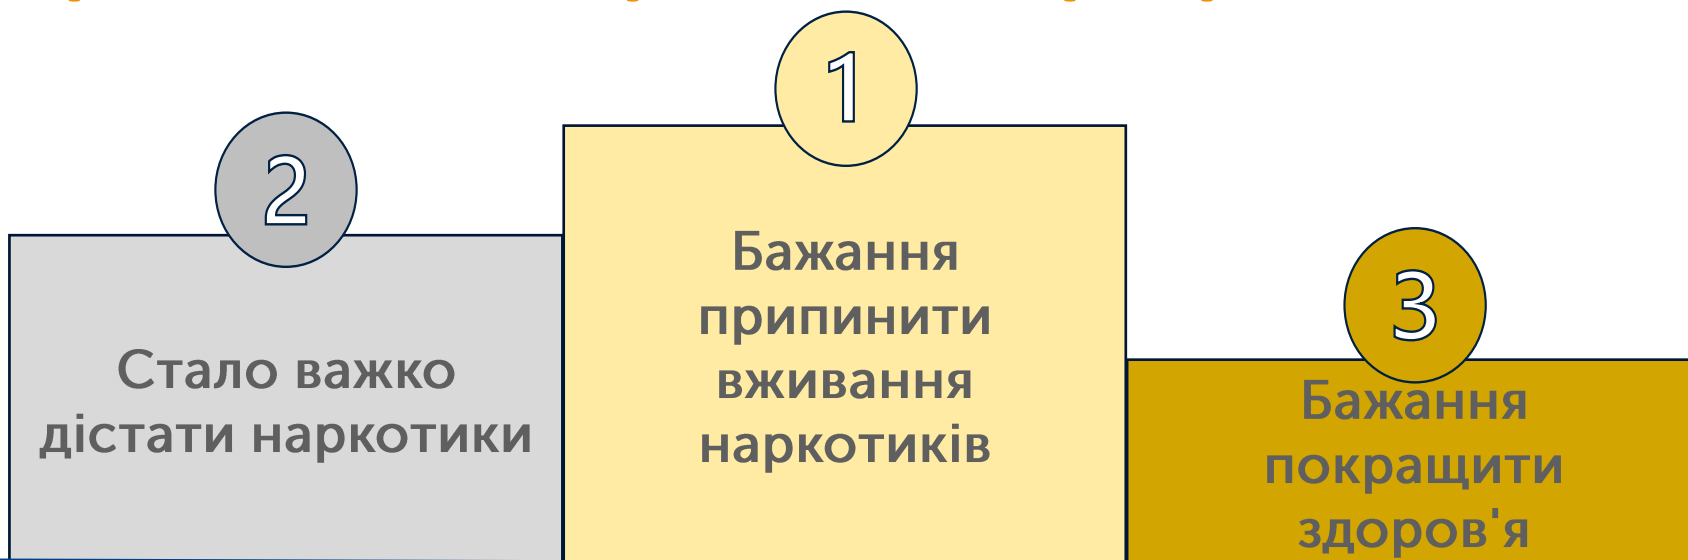 1
2
3
Бажання
припинити
вживання
наркотиків
Стало важко
дістати наркотики
Бажання
покращити
здоров'я